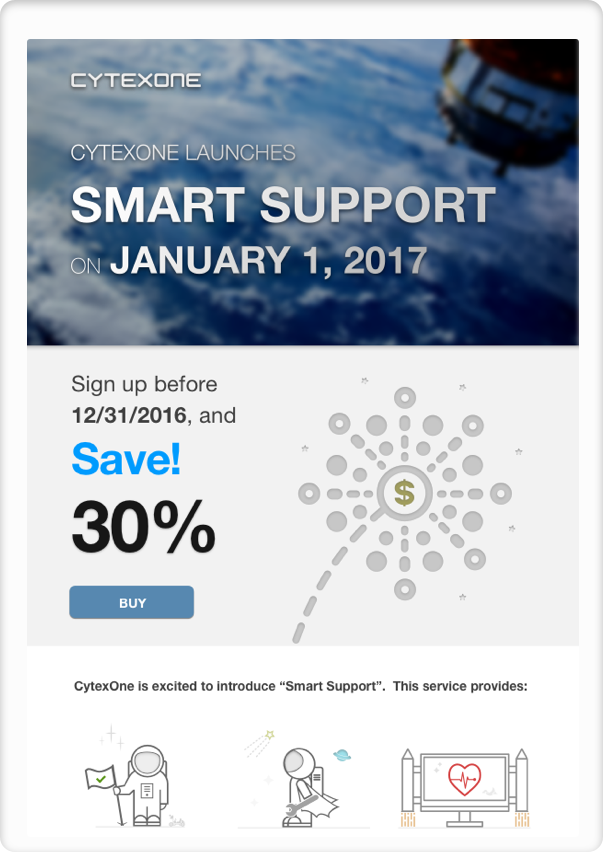 CYTEXONE
CYTEXONE LAUNCHES
SMART SUPPORT
ON JANUARY 1, 2017
Sign up before
12/31/2016, and
Save!
30%
$
BUY
CytexOne is excited to introduce “Smart Support”.  This service provides: